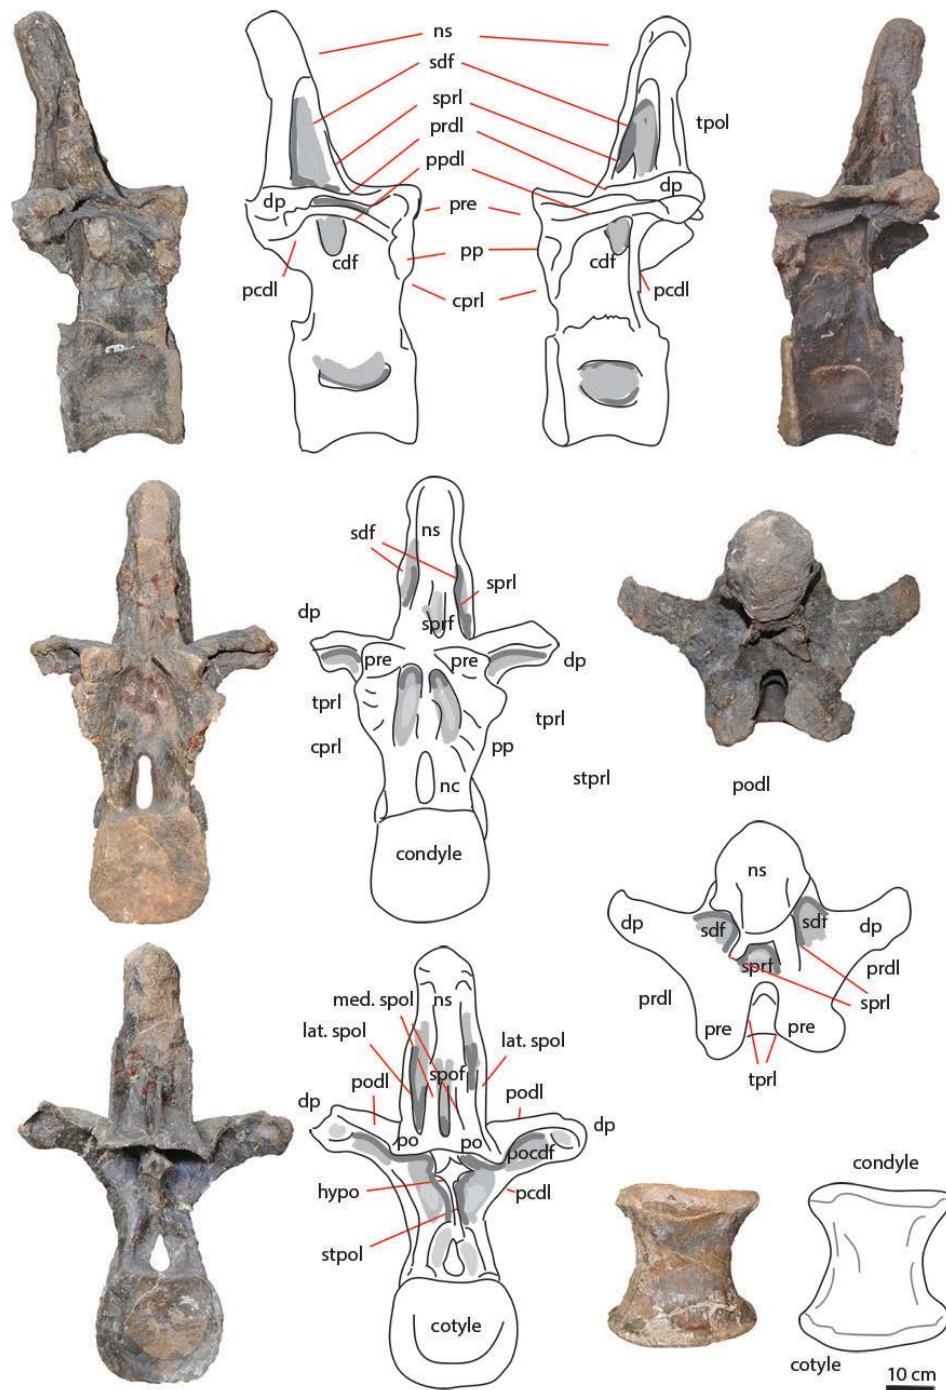 ns
sdf
sprl
prdl
ppdl
tpol
dp
dp
pre
pp
cdf
cdf
pcdl
pcdl
cprl
ns
sdf
sprl
dp
sprf
pre
pre
dp
tprl
tprl
cprl
pp
nc
stprl
podl
condyle
ns
dp
sdf
sdf
dp
sprf
prdl
prdl
sprl
pre
pre
tprl
med. spol
ns
lat. spol
lat. spol
spof
podl
podl
dp
dp
po
po
pocdf
hypo
pcdl
stpol
cotyle
condyle
cotyle
10 cm